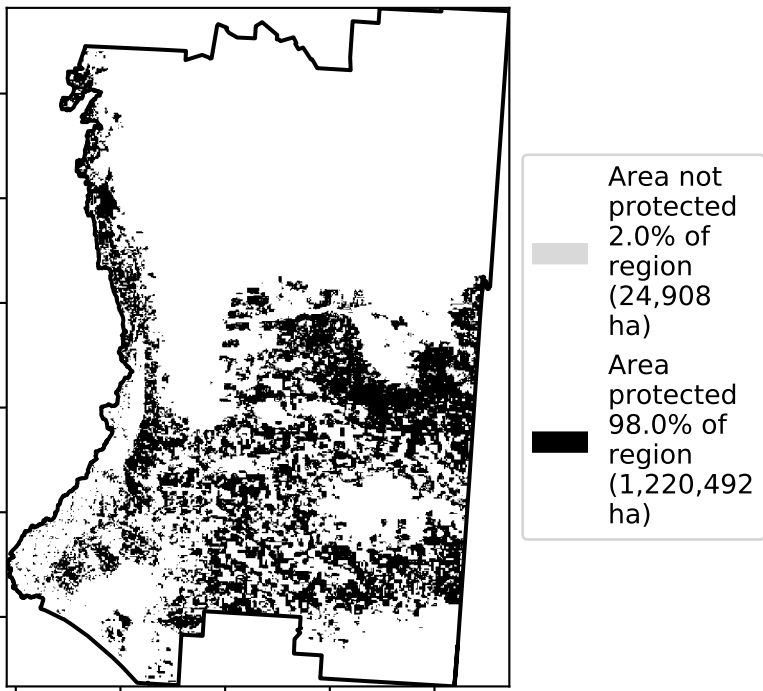 Area not
protected
2.0% of
region
(24,908
ha)
Area
protected
98.0% of
region
(1,220,492
ha)